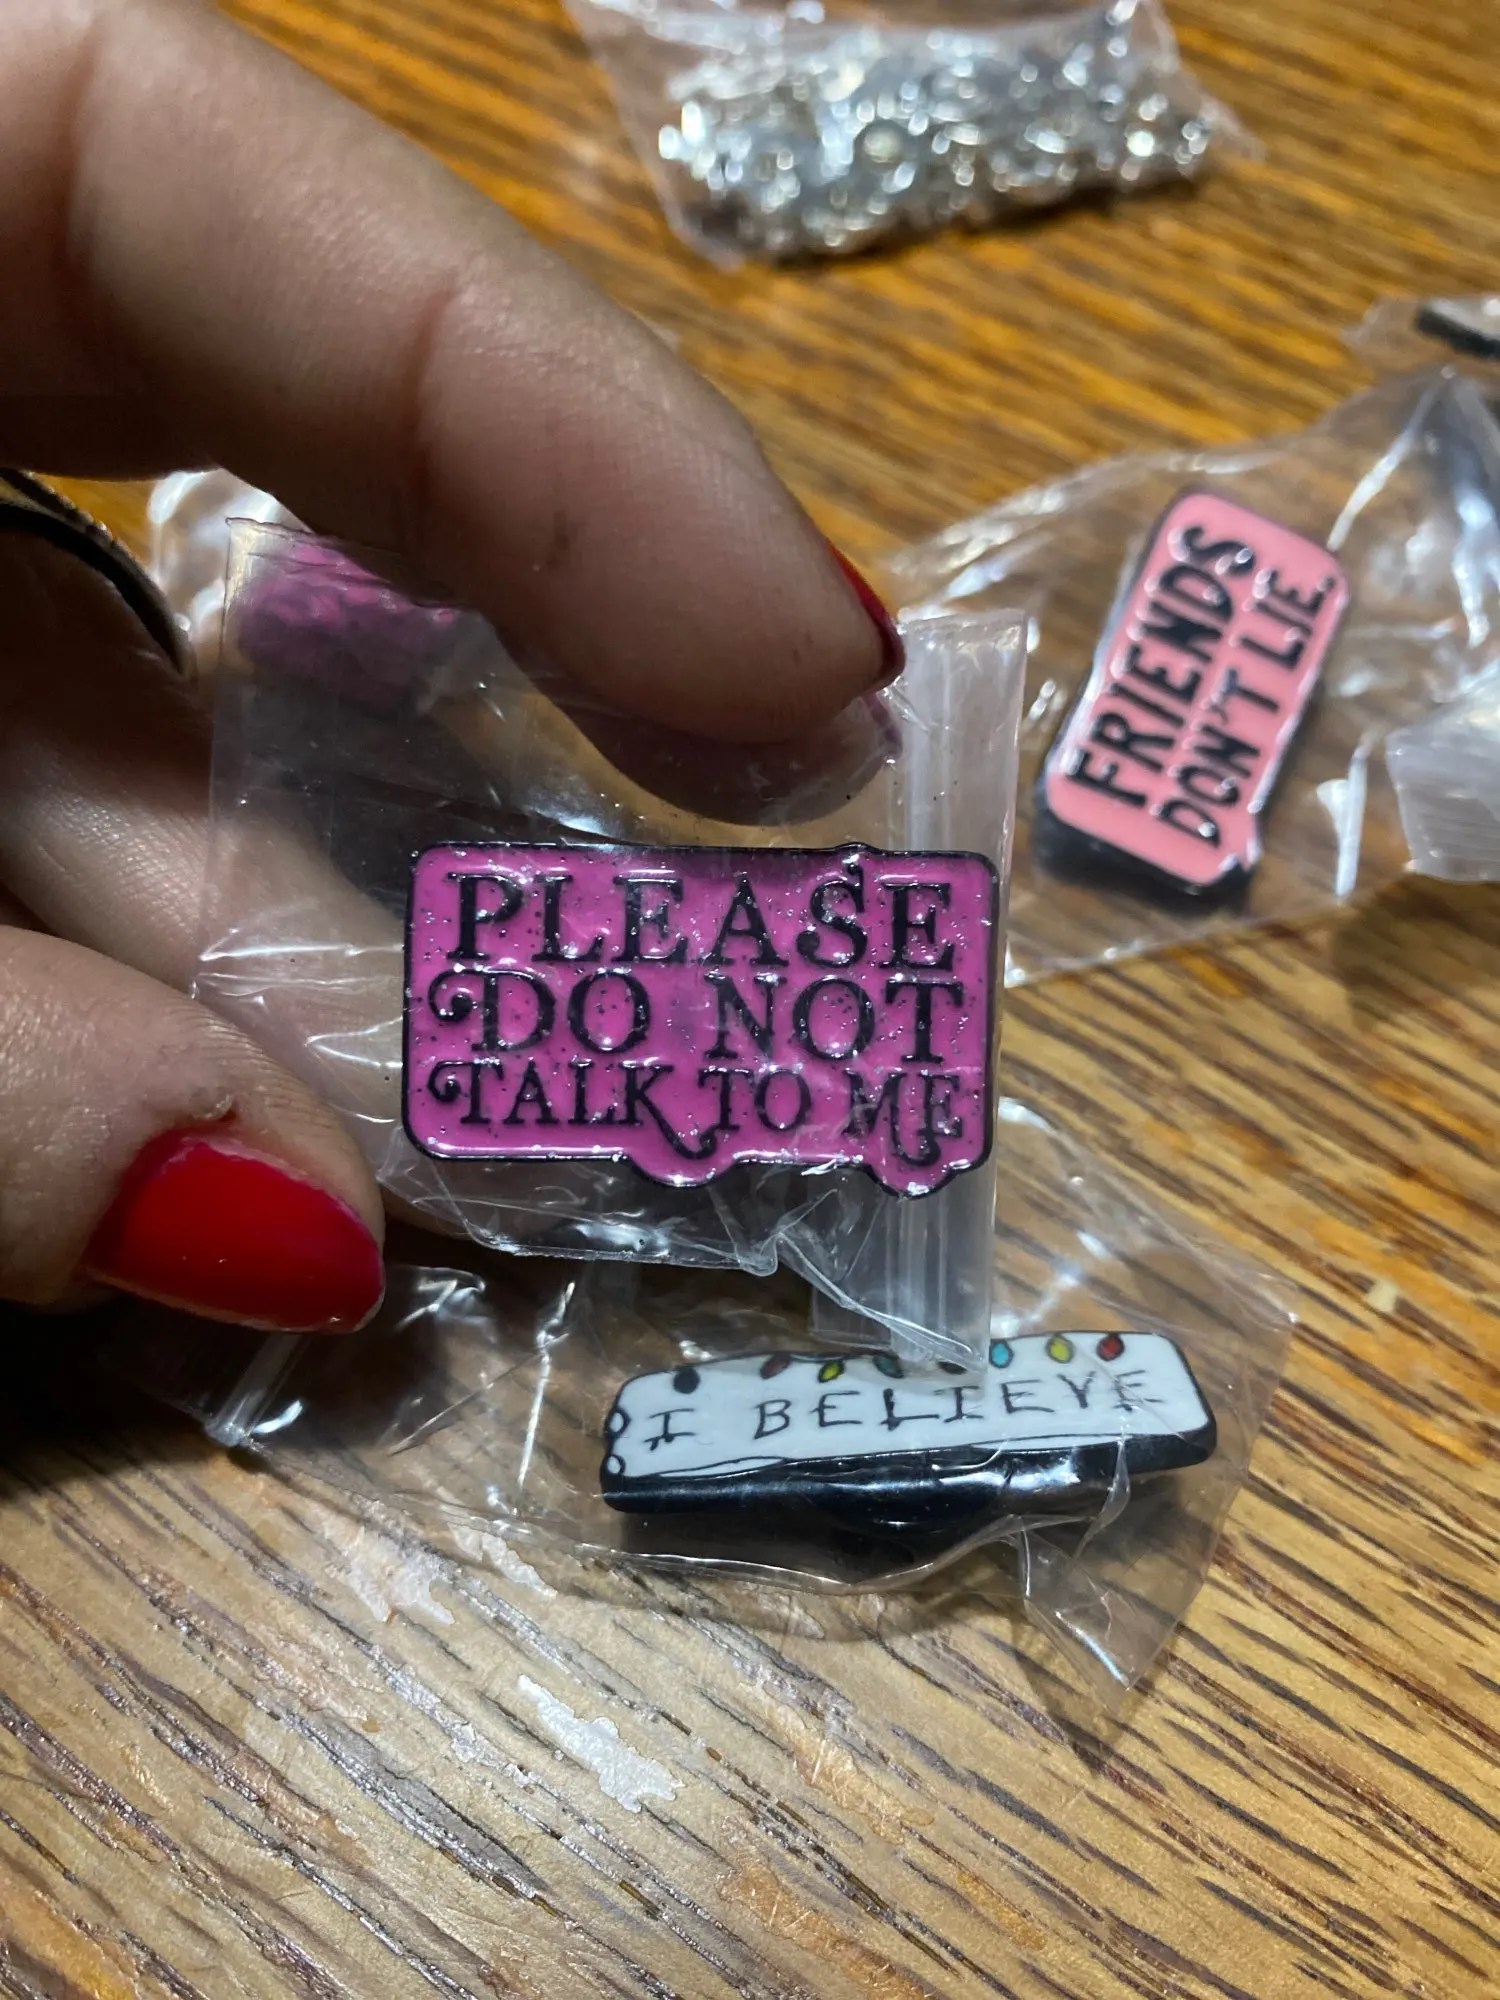 PLEASE
DO NOT
TALK TO ME
FRIENDS
DON'T LIE.
I BELIEVE